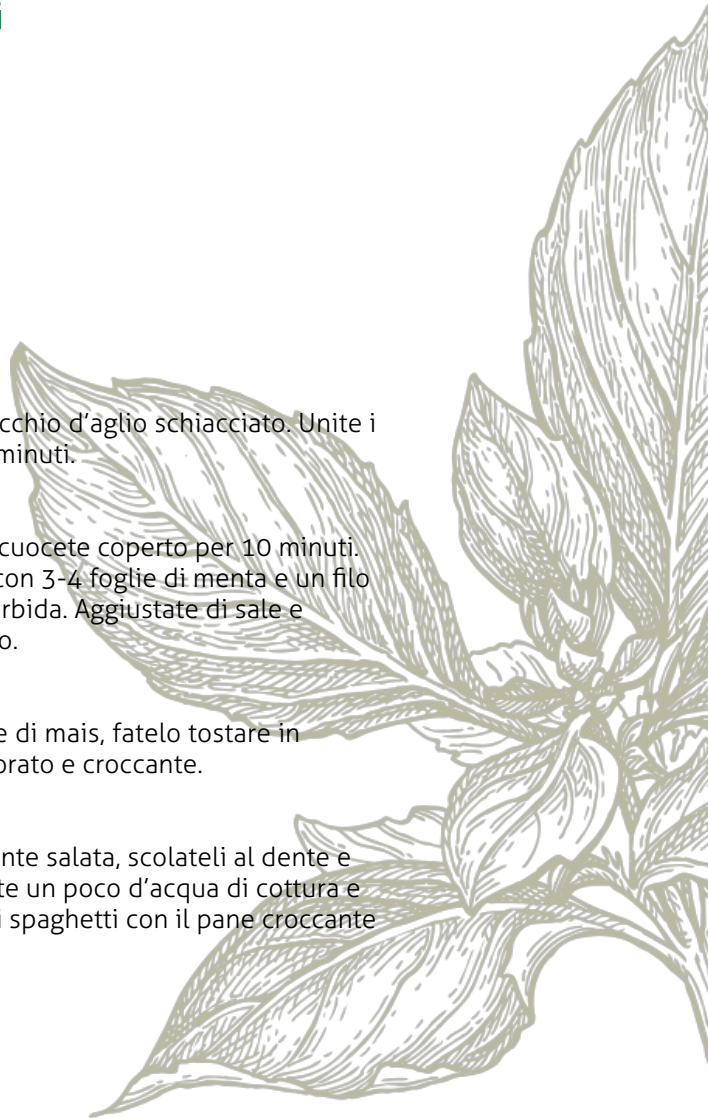 i
cchio d’aglio schiacciato. Unite i
minuti.
cuocete coperto per 10 minuti.
con 3-4 foglie di menta e un filo
rbida. Aggiustate di sale e
o.
e di mais, fatelo tostare in
orato e croccante.
nte salata, scolateli al dente e
te un poco d’acqua di cottura e
i spaghetti con il pane croccante